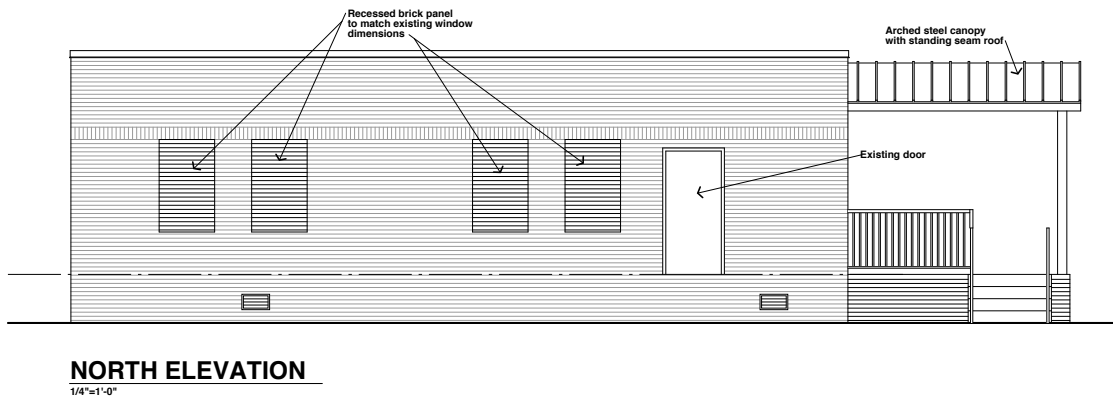 Recessed brick panel
to match existing window
dimensions
Arched steel canopy
with standing seam roof
Existing door
NORTH ELEVATION
1/4"=1'-0"